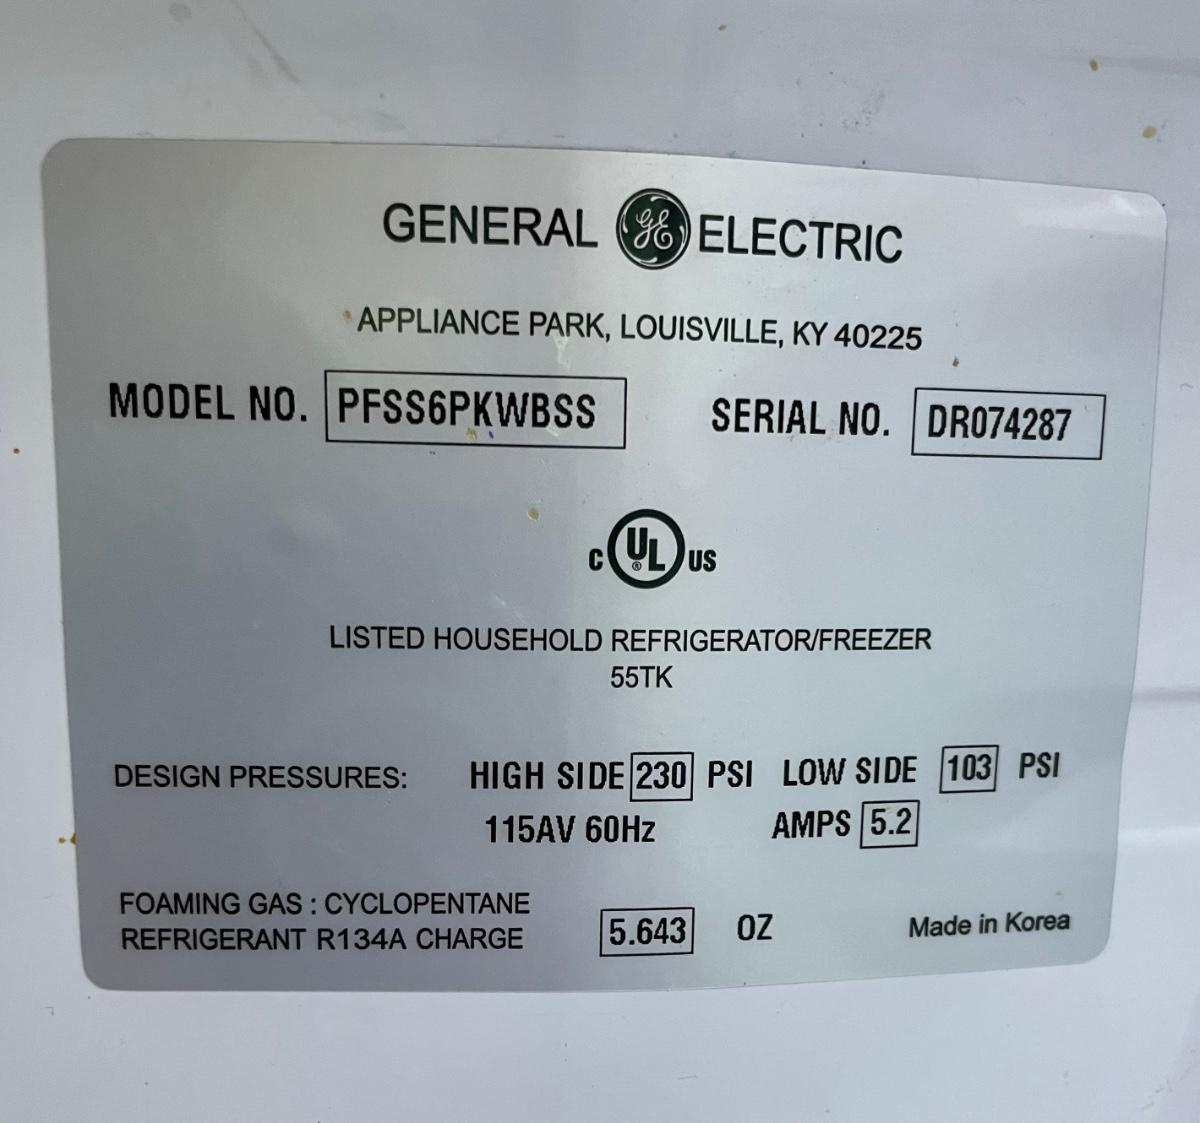 GENERAL GE ELECTRIC
APPLIANCE PARK, LOUISVILLE, KY 40225
MODEL NO. PFSS6PKWBSS SERIAL NO. DR074287
C UL® US
LISTED HOUSEHOLD REFRIGERATOR/FREEZER
55TK
DESIGN PRESSURES: HIGH SIDE 230 PSI LOW SIDE 103 PSI
115AV 60Hz AMPS 5.2
FOAMING GAS : CYCLOPENTANE
REFRIGERANT R134A CHARGE 5.643 OZ Made in Korea